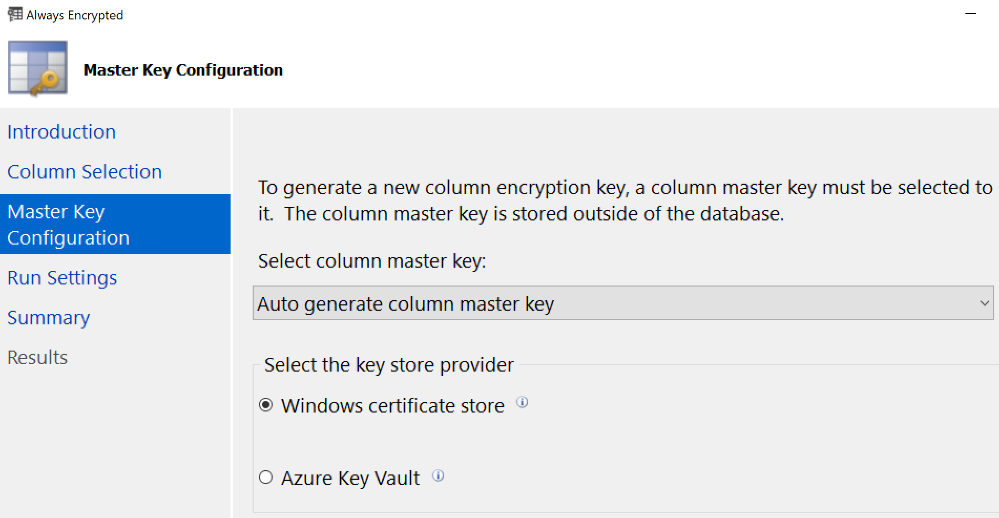 Always Encrypted
Master Key Configuration
Introduction
Column Selection
Master Key
Configuration
Run Settings
Summary
Results
To generate a new column encryption key, a column master key must be selected to
it.  The column master key is stored outside of the database.
Select column master key:
Auto generate column master key
Select the key store provider
Windows certificate store
Azure Key Vault